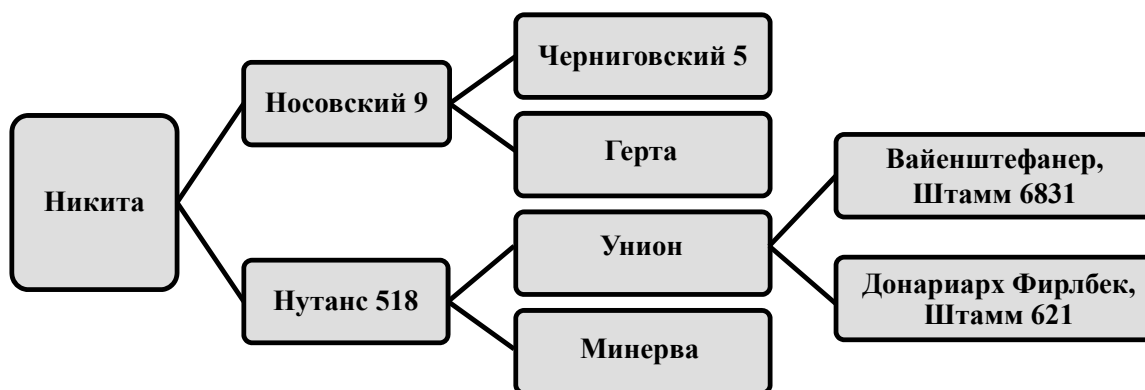 Никита
Носовский 9
Черниговский 5
Герта
Нутанс 518
Унион
Вайенштефанер,
Штамм 6831
Донариарх Фирлбек,
Штамм 621
Минерва